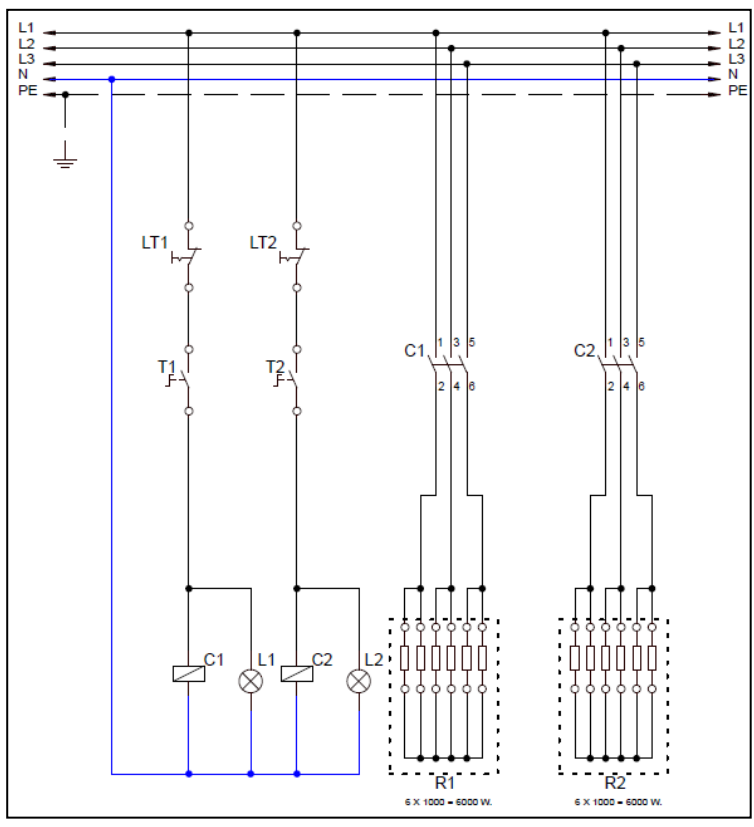 L1 L1
L2 L2
L3 L3
N N
PE PE
LT1 LT2
C1 1 3 5 C2 1 3 5
T1 T2
2 4 6 2 4 6
C1 L1 C2 L2
R1 R2
6 X 1000 = 6000 W. 6 X 1000 = 6000 W.